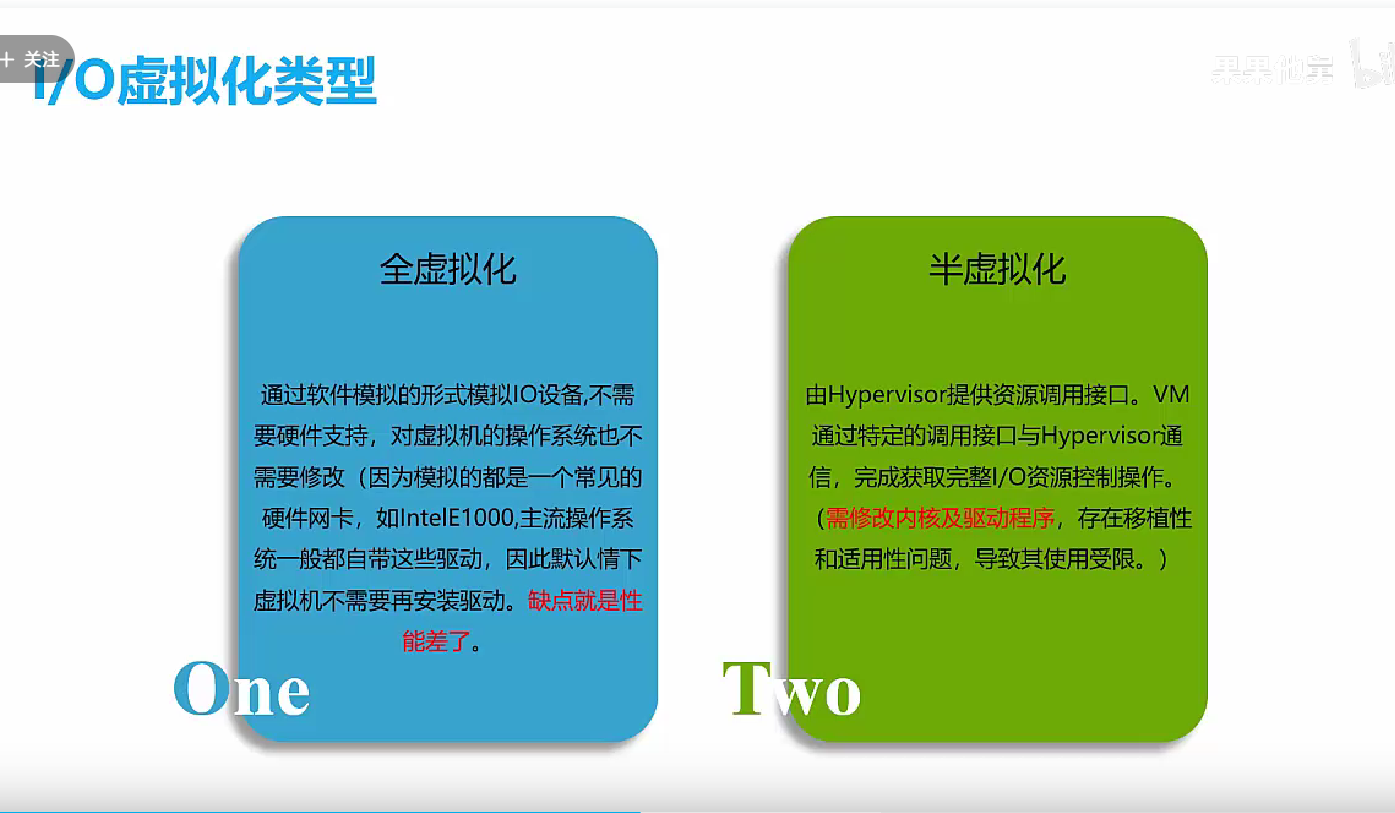 + 关注
I/O虚拟化类型
全虚拟化
通过软件模拟的形式模拟IO设备,不需
要硬件支持，对虚拟机的操作系统也不
需要修改（因为模拟的都是一个常见的
硬件网卡，如IntelE1000,主流操作系
统一般都自带这些驱动，因此默认情下
虚拟机不需要再安装驱动。缺点就是性
能差了。
One
半虚拟化
由Hypervisor提供资源调用接口。VM
通过特定的调用接口与Hypervisor通
信，完成获取完整I/O资源控制操作。
（需修改内核及驱动程序，存在移植性
和适用性问题，导致其使用受限。）
Two